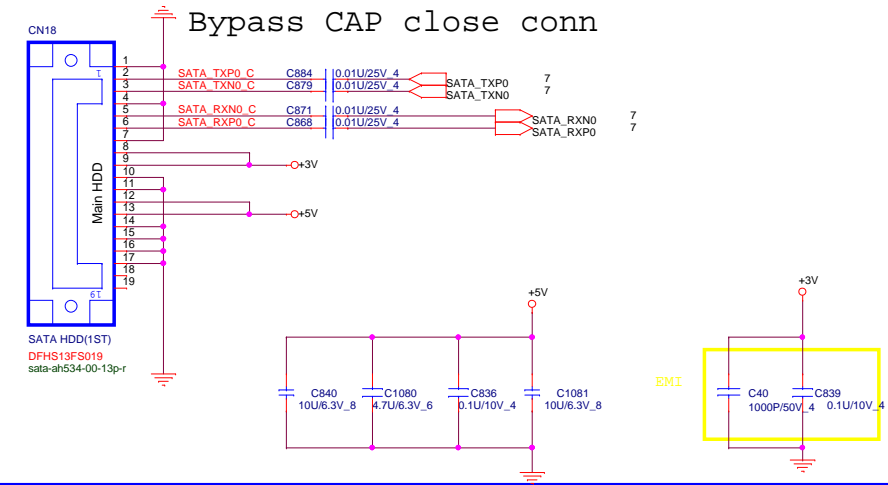 Bypass CAP close conn
CN18
1
2
3
4
5
6
7
8
9
10
11
12
13
14
15
16
17
18
19
1
19
Main HDD
SATA_TXP0_C C884 0.01U/25V_4 SATA_TXP0 7
SATA_TXN0_C C879 0.01U/25V_4 SATA_TXN0 7
SATA_RXN0_C C871 0.01U/25V_4 SATA_RXN0 7
SATA_RXP0_C C868 0.01U/25V_4 SATA_RXP0 7
+3V
+5V
SATA HDD(1ST)
DFHS13FS019
sata-ah534-00-13p-r
+5V
C840
10U/6.3V_8
C1080
4.7U/6.3V_6
C836
0.1U/10V_4
C1081
10U/6.3V_8
+3V
EMI
C40
1000P/50V_4
C839
0.1U/10V_4